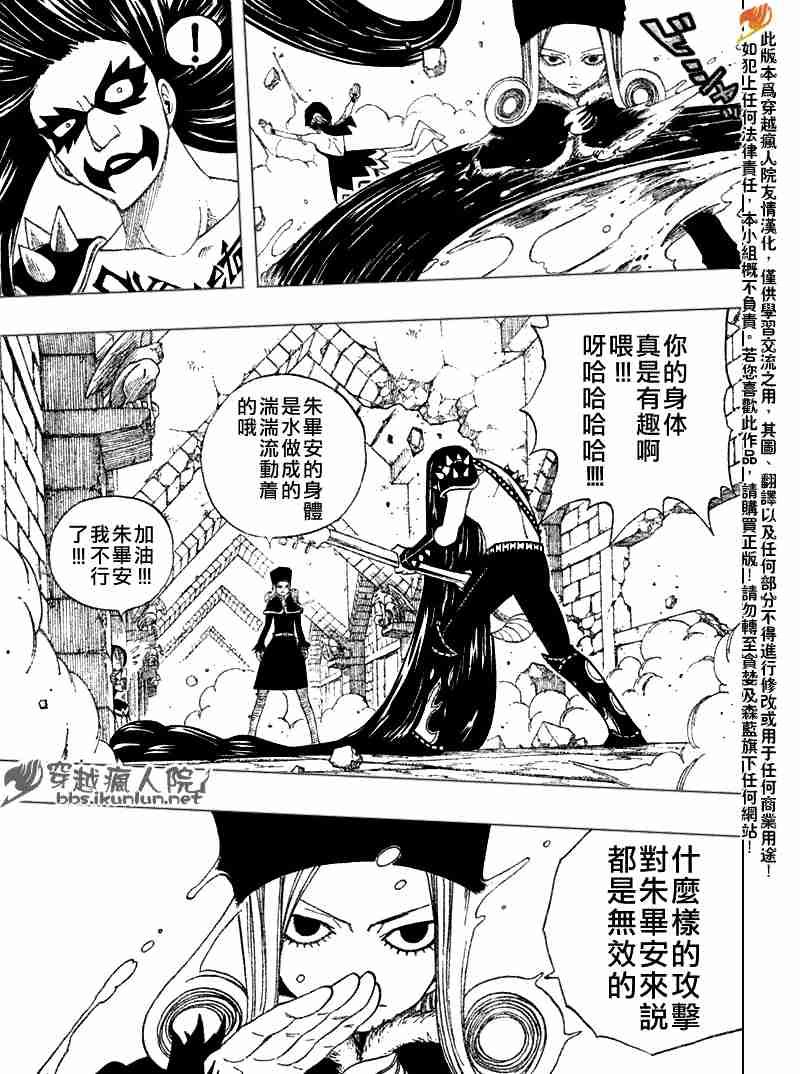 !
你的身体
真是有趣啊
喂!!!
呀哈哈哈哈!!!!
朱畢安的身體
是水做成的
湍湍流動着
的哦
加油!!!
朱畢安
我不行
了!!!
什麼樣的攻擊
對朱畢安來說
都是無效的
穿越瘋人院
bbs.ikunlun.net
此版本爲穿越瘋人院友情漢化，僅供學習交流之用，其圖、翻譯以及任何部分不得進行修改或用于任何商業用途！
如犯上任何法律責任，本小組概不負責。若您喜歡此作品，請購買正版！請勿轉至貪婪及森藍旗下任何網站！